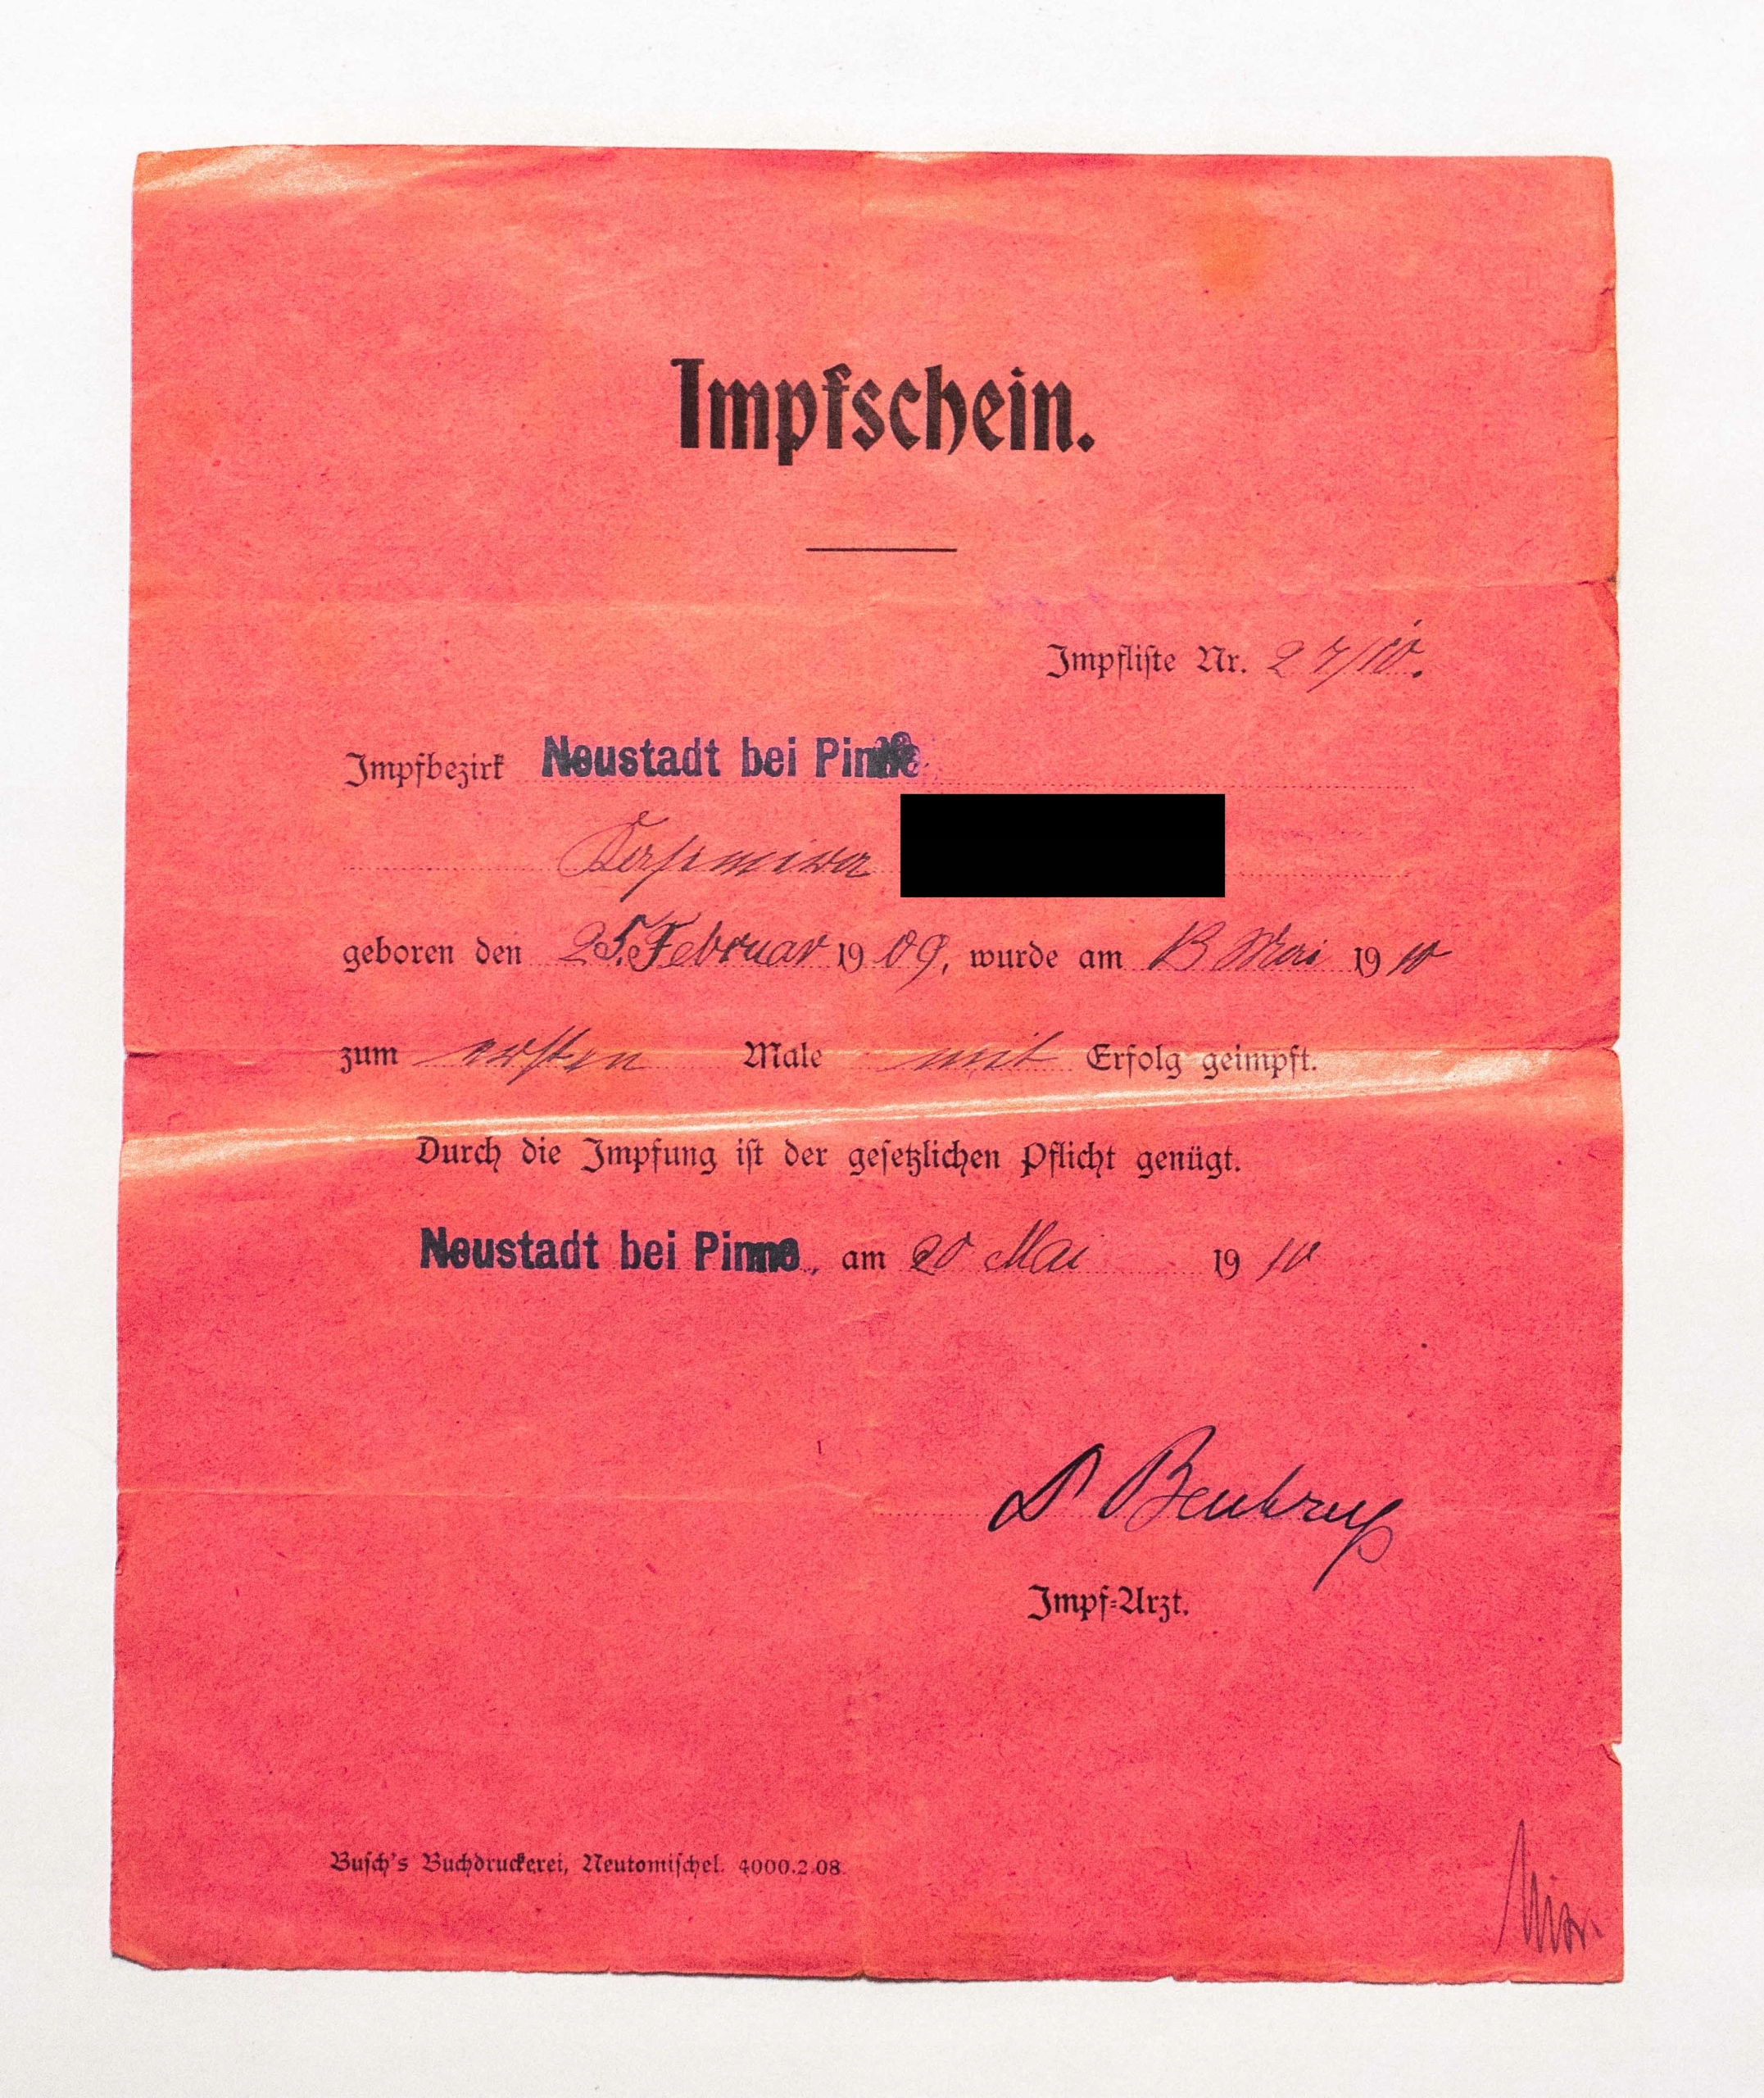 Impfschein.
Impfliste Nr. 27/10.
Impfbezirk Neustadt bei Pinne
geboren den 25. Februar 1909, wurde am 13 Mai 1910
zum ersten Male mit Erfolg geimpft.
Durch die Impfung ist der gesetzlichen Pflicht genügt.
Neustadt bei Pinne, am 20 Mai 1910
Dr
Impf-Arzt.
Busch's Buchdruckerei, Neutomischel. 4000.2.08.